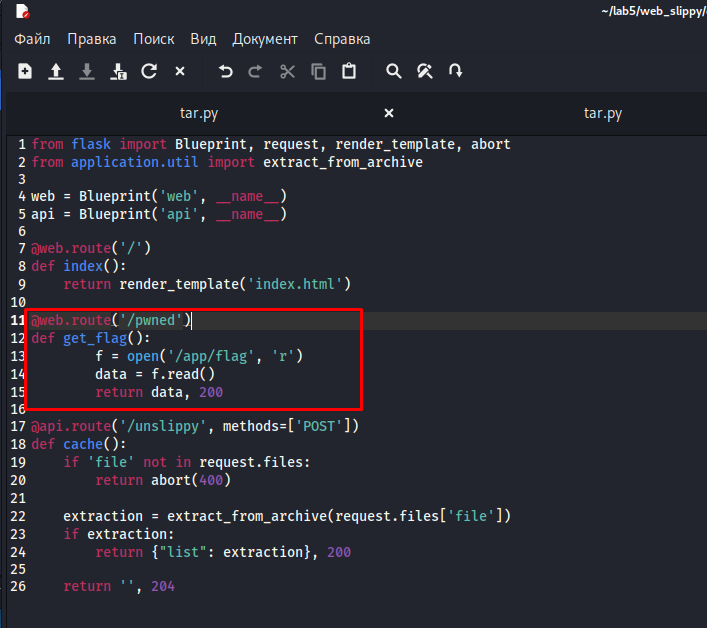 ~/lab5/web_slippy/
Файл Правка Поиск Вид Документ Справка
tar.py tar.py
1 from flask import Blueprint, request, render_template, abort
2 from application.util import extract_from_archive
3
4 web = Blueprint('web', __name__)
5 api = Blueprint('api', __name__)
6
7 @web.route('/')
8 def index():
9     return render_template('index.html')
10
11 @web.route('/pwned')
12 def get_flag():
13         f = open('/app/flag', 'r')
14         data = f.read()
15         return data, 200
16
17 @api.route('/unslippy', methods=['POST'])
18 def cache():
19     if 'file' not in request.files:
20         return abort(400)
21
22     extraction = extract_from_archive(request.files['file'])
23     if extraction:
24         return {"list": extraction}, 200
25
26     return '', 204